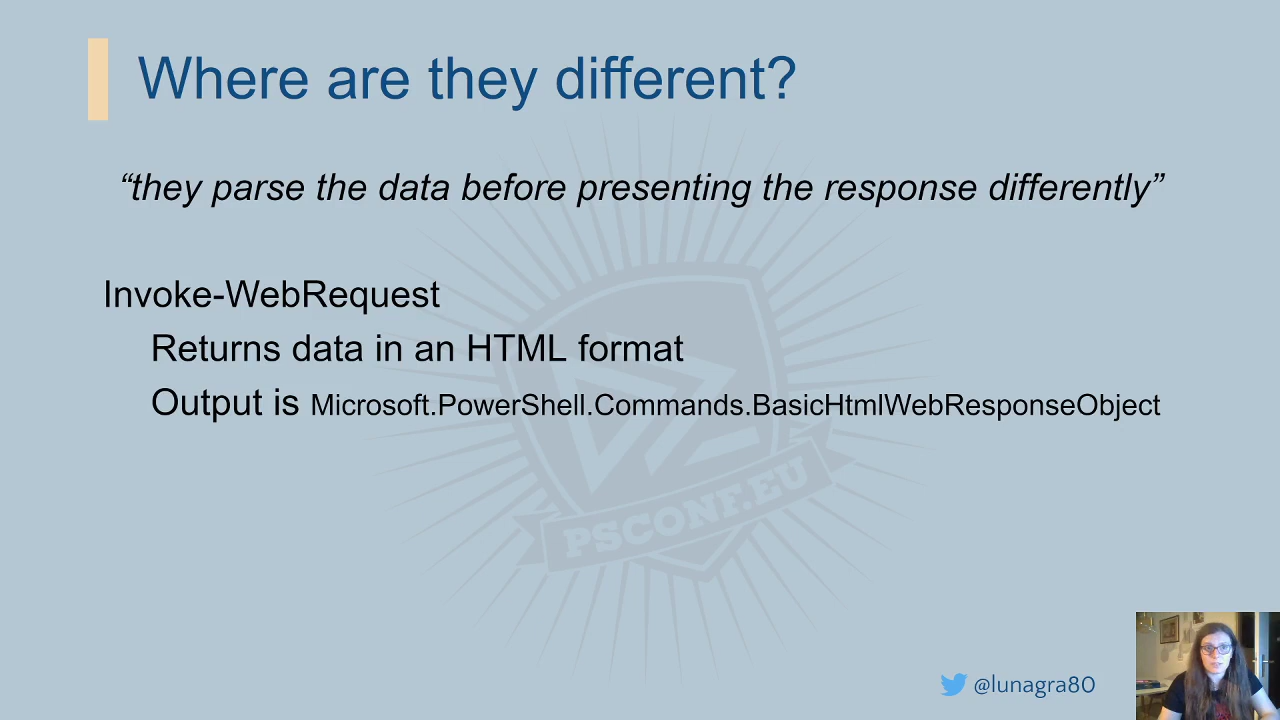 Where are they different?
“they parse the data before presenting the response differently”
Invoke-WebRequest
Returns data in an HTML format
Output is Microsoft.PowerShell.Commands.BasicHtmlWebResponseObject
PSCONF.EU
@lunagra80